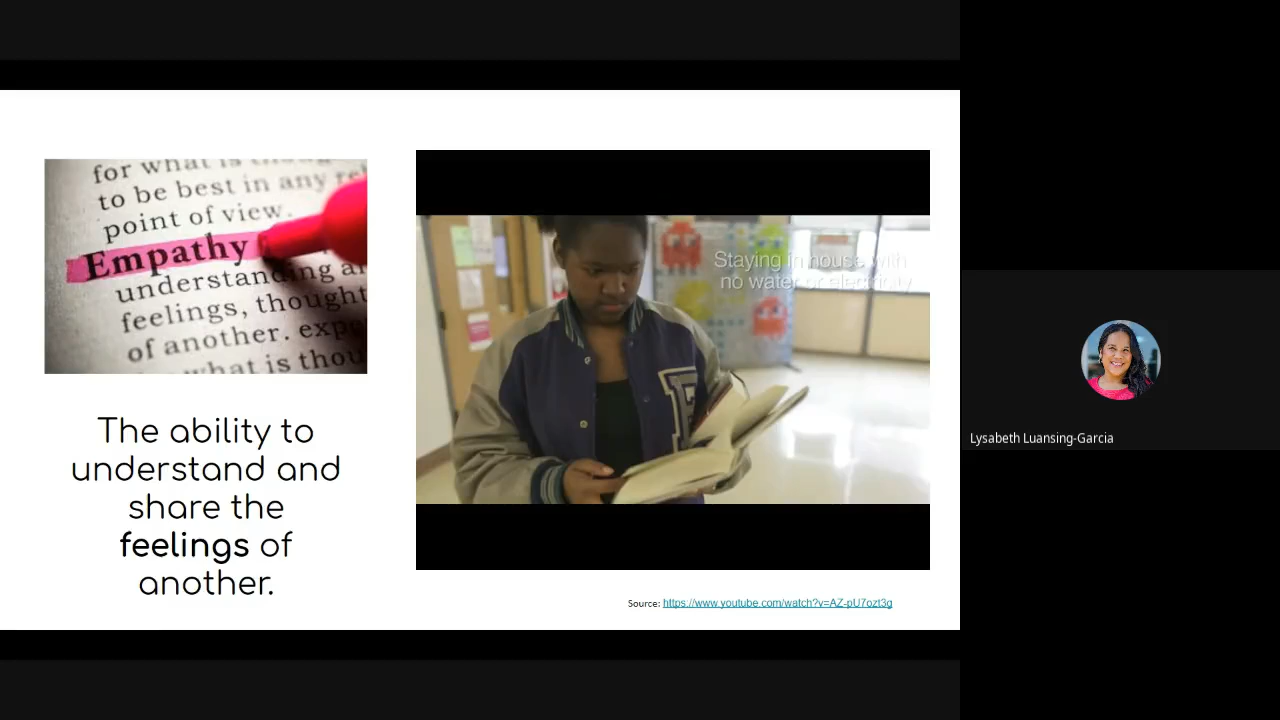 for what is
to be best in any
point of view.
Empathy
understanding
feelings, thought
of another.
what is thou
The ability to
understand and
share the
feelings of
another.
Staying in house with
no water or electricity
Source: https://www.youtube.com/watch?v=AZ-pU7ozt3g
Lysabeth Luansing-Garcia